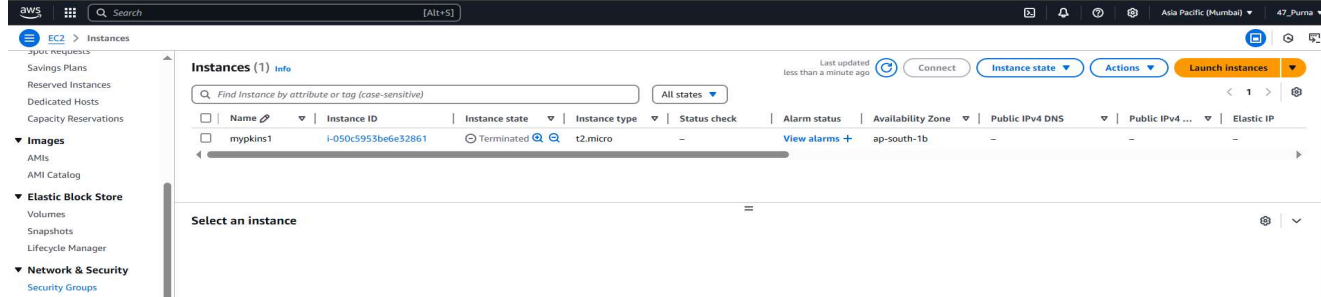 aws Search [Alt+S] Asia Pacific (Mumbai) 47_Purna
EC2 > Instances
Spot Requests
Savings Plans
Reserved Instances
Dedicated Hosts
Capacity Reservations
Images
AMIs
AMI Catalog
Elastic Block Store
Volumes
Snapshots
Lifecycle Manager
Network & Security
Security Groups
Instances (1) Info
Last updated
less than a minute ago
Connect Instance state Actions Launch instances
Find Instance by attribute or tag (case-sensitive) All states 1
Name Instance ID Instance state Instance type Status check Alarm status Availability Zone Public IPv4 DNS Public IPv4 ... Elastic IP
mypkins1 i-050c5953be6e32861 Terminated t2.micro – View alarms + ap-south-1b – – –
Select an instance